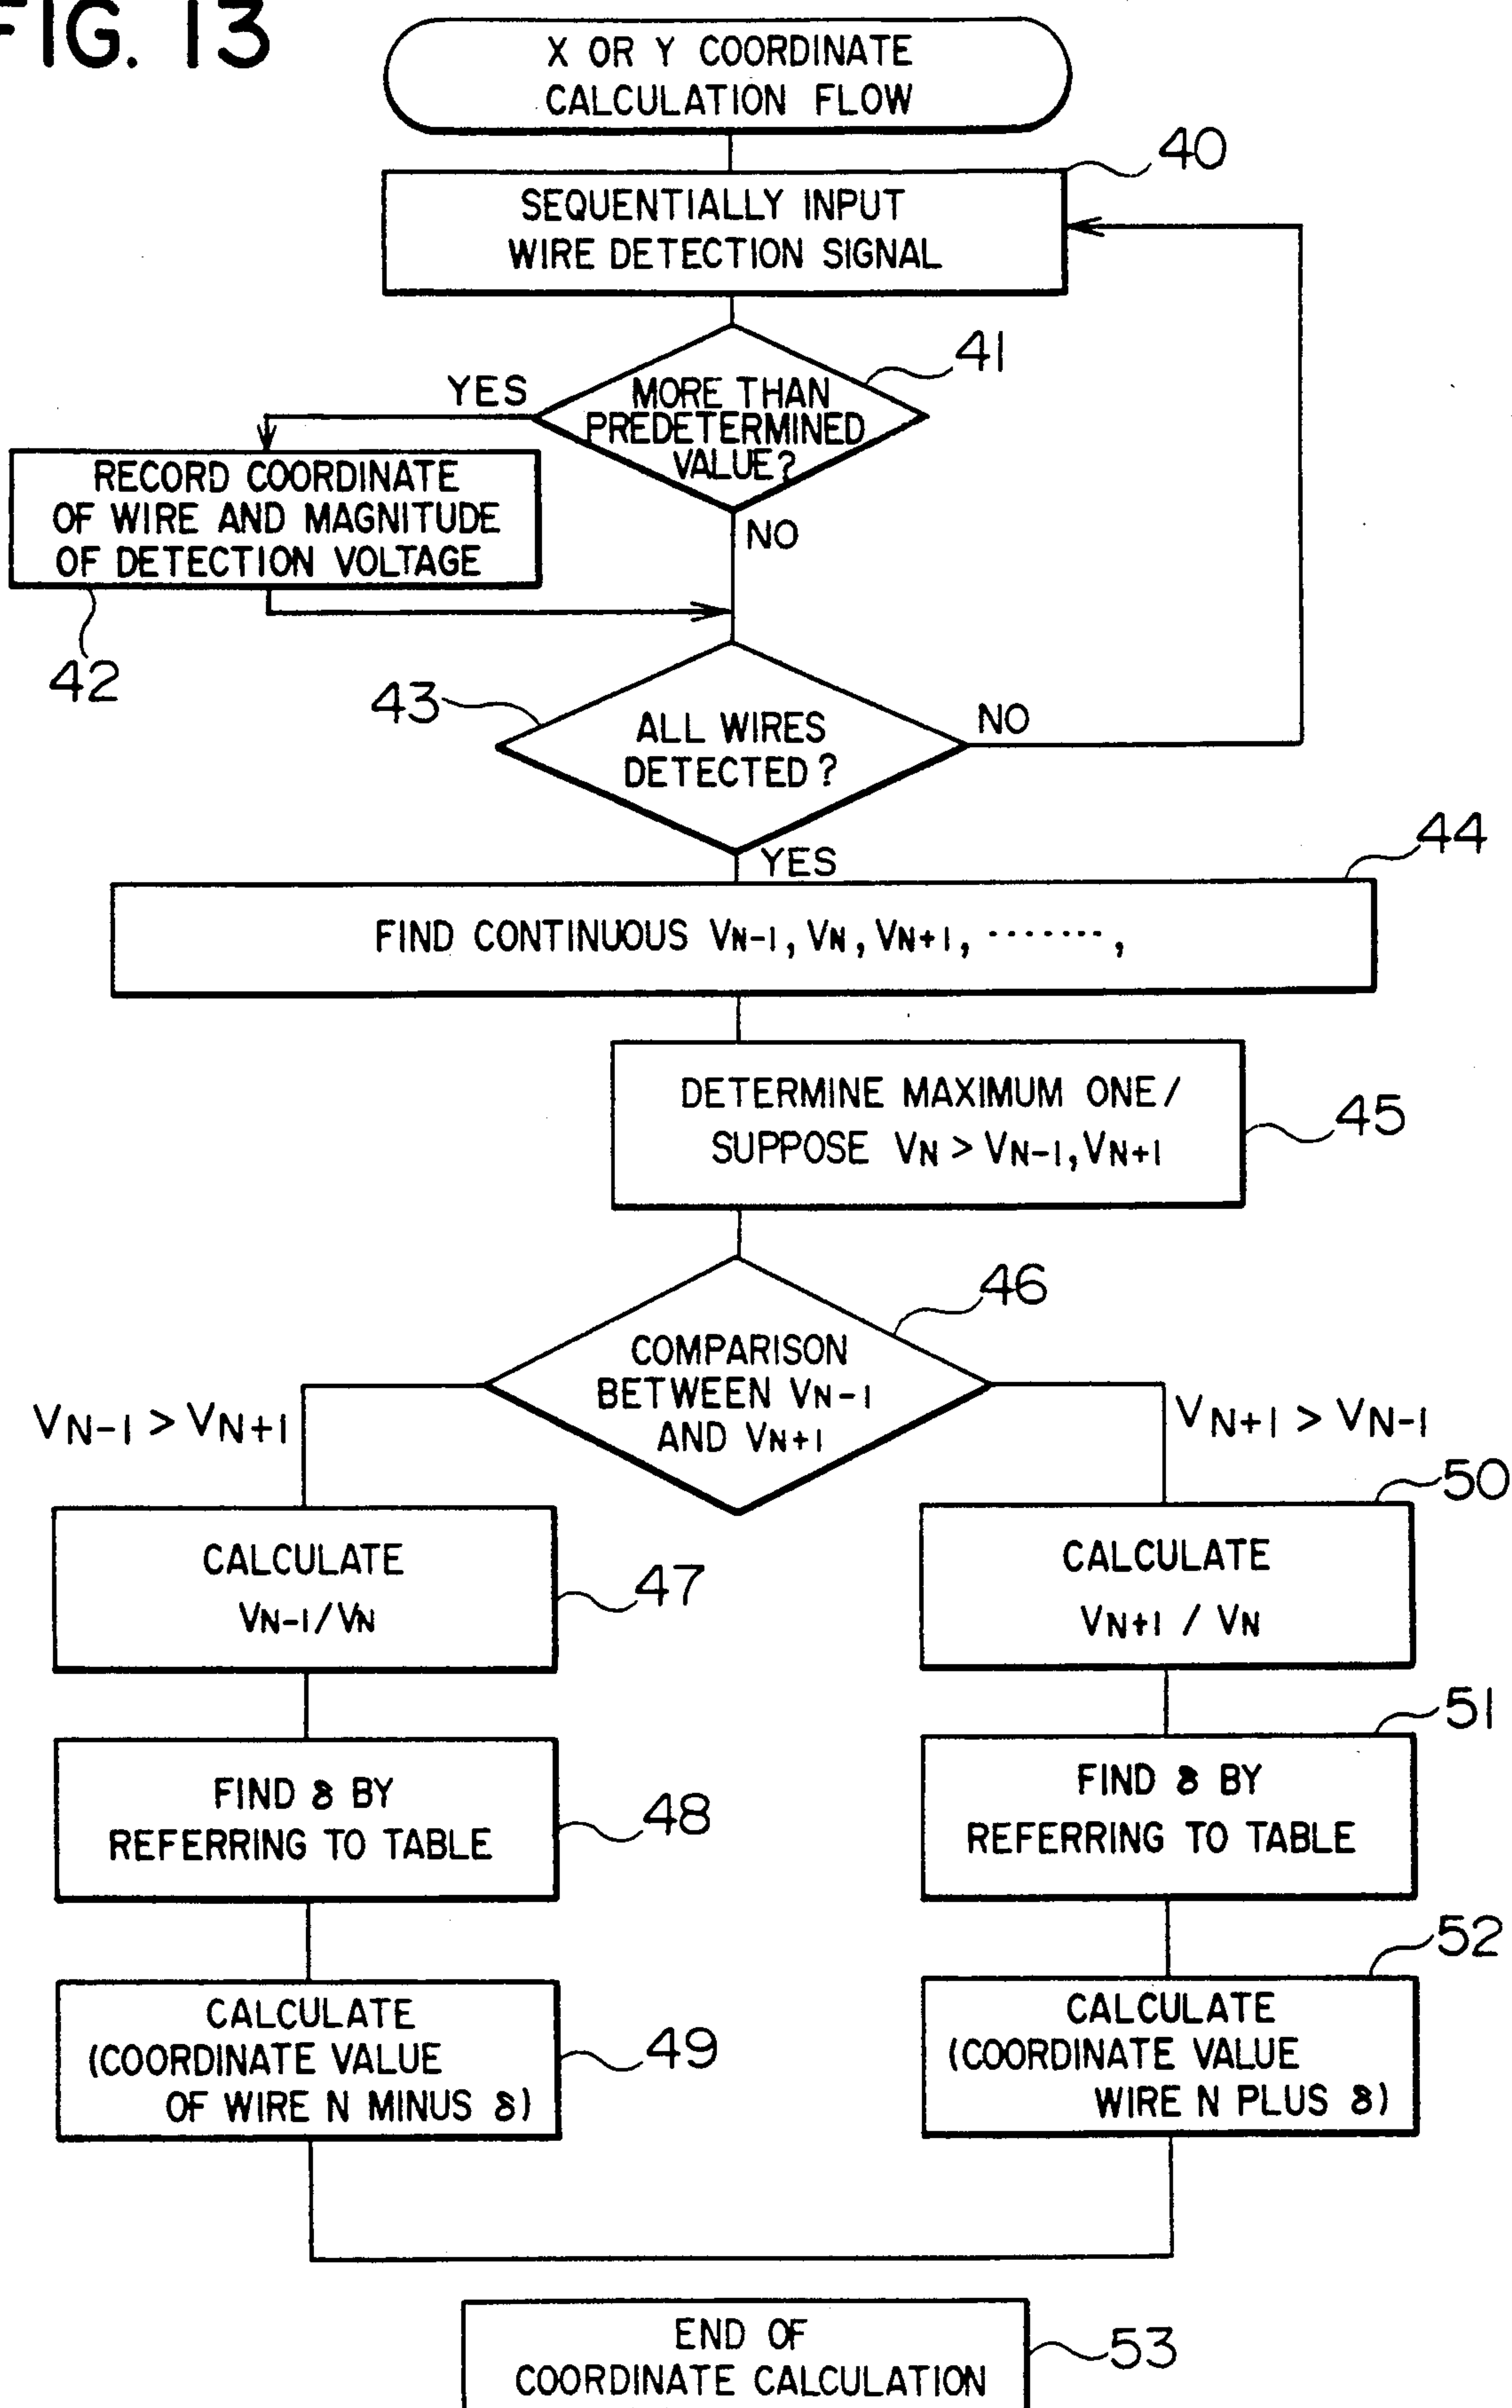 FIG. 13
X OR Y COORDINATE
CALCULATION FLOW
40
SEQUENTIALLY INPUT
WIRE DETECTION SIGNAL
41
YES
MORE THAN
PREDETERMINED
VALUE?
RECORD COORDINATE
OF WIRE AND MAGNITUDE
OF DETECTION VOLTAGE
NO
42
43
ALL WIRES
DETECTED?
NO
YES
44
FIND CONTINUOUS VN-1, VN, VN+1, ·······,
DETERMINE MAXIMUM ONE/
SUPPOSE VN > VN-1, VN+1
45
46
COMPARISON
BETWEEN VN-1
AND VN+1
VN-1 > VN+1
VN+1 > VN-1
50
CALCULATE
VN-1/VN
47
CALCULATE
VN+1 / VN
51
FIND δ BY
REFERRING TO TABLE
48
FIND δ BY
REFERRING TO TABLE
52
CALCULATE
(COORDINATE VALUE
OF WIRE N MINUS δ)
49
CALCULATE
(COORDINATE VALUE
WIRE N PLUS δ)
END OF
COORDINATE CALCULATION
53